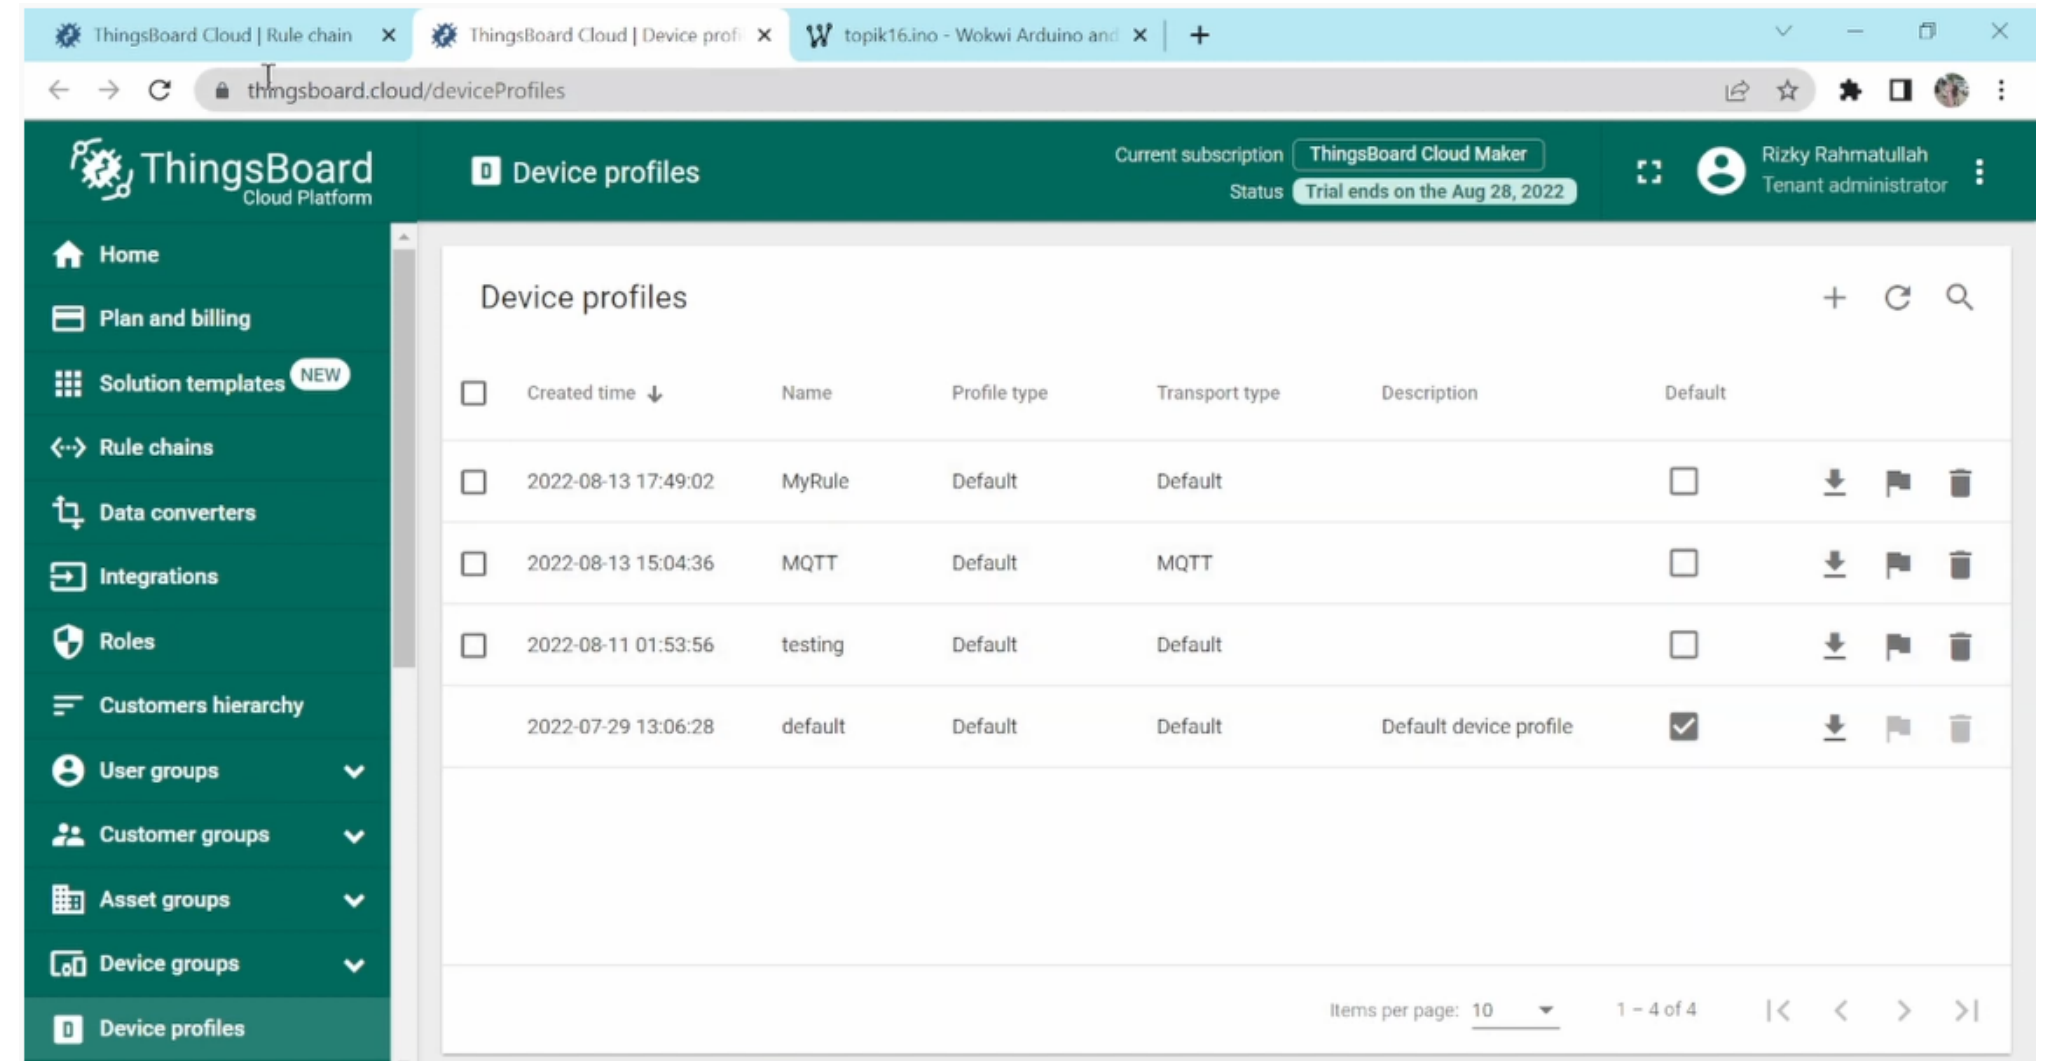 ThingsBoard Cloud | Rule chain
ThingsBoard Cloud | Device profi
topik16.ino - Wokwi Arduino and
thingsboard.cloud/deviceProfiles
ThingsBoard
Cloud Platform
Device profiles
Current subscription ThingsBoard Cloud Maker
Status Trial ends on the Aug 28, 2022
Rizky Rahmatullah
Tenant administrator
Home
Plan and billing
Solution templates NEW
Rule chains
Data converters
Integrations
Roles
Customers hierarchy
User groups
Customer groups
Asset groups
Device groups
Device profiles
Device profiles
Created time Name Profile type Transport type Description Default
2022-08-13 17:49:02 MyRule Default Default
2022-08-13 15:04:36 MQTT Default MQTT
2022-08-11 01:53:56 testing Default Default
2022-07-29 13:06:28 default Default Default Default device profile
Items per page: 10 1 – 4 of 4